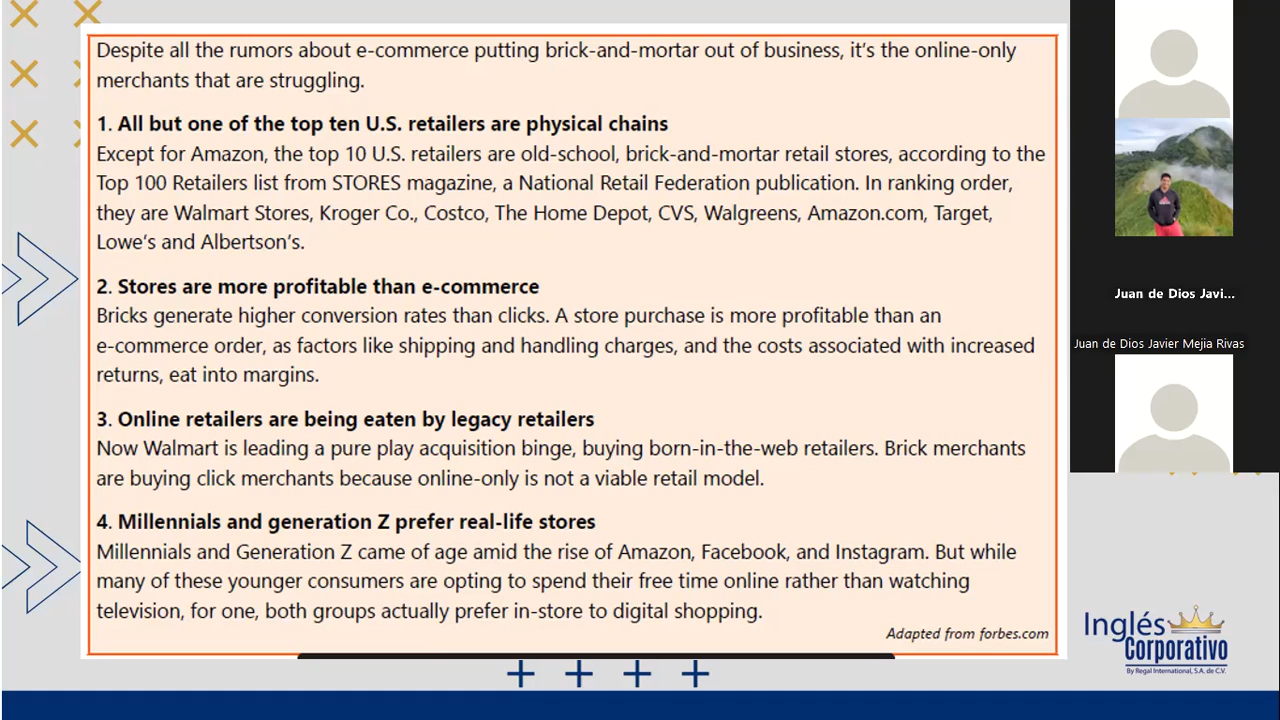 Despite all the rumors about e-commerce putting brick-and-mortar out of business, it's the online-only
merchants that are struggling.
1. All but one of the top ten U.S. retailers are physical chains
Except for Amazon, the top 10 U.S. retailers are old-school, brick-and-mortar retail stores, according to the
Top 100 Retailers list from STORES magazine, a National Retail Federation publication. In ranking order,
they are Walmart Stores, Kroger Co., Costco, The Home Depot, CVS, Walgreens, Amazon.com, Target,
Lowe's and Albertson's.
2. Stores are more profitable than e-commerce
Bricks generate higher conversion rates than clicks. A store purchase is more profitable than an
e-commerce order, as factors like shipping and handling charges, and the costs associated with increased
returns, eat into margins.
3. Online retailers are being eaten by legacy retailers
Now Walmart is leading a pure play acquisition binge, buying born-in-the-web retailers. Brick merchants
are buying click merchants because online-only is not a viable retail model.
4. Millennials and generation Z prefer real-life stores
Millennials and Generation Z came of age amid the rise of Amazon, Facebook, and Instagram. But while
many of these younger consumers are opting to spend their free time online rather than watching
television, for one, both groups actually prefer in-store to digital shopping.
Adapted from forbes.com
Juan de Dios Javi...
Juan de Dios Javier Mejia Rivas
Inglés
Corporativo
By Regal International, S.A. de C.V.